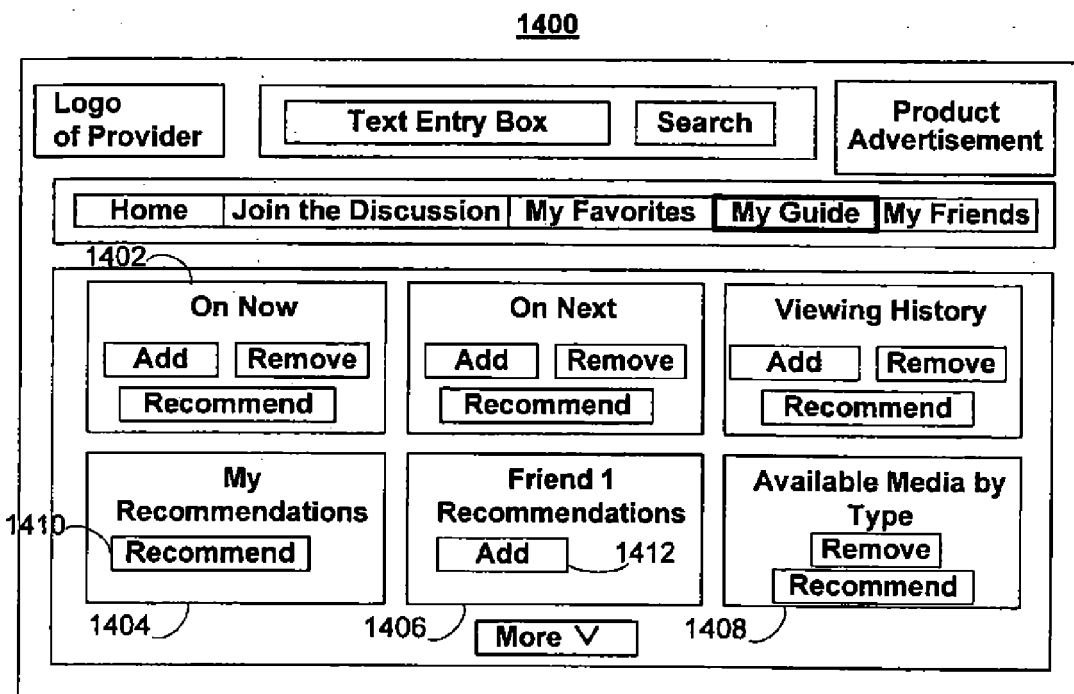 1400
Logo
of Provider
Text Entry Box
Search
Product
Advertisement
Home
Join the Discussion
My Favorites
My Guide
My Friends
1402
On Now
Add
Remove
Recommend
On Next
Add
Remove
Recommend
Viewing History
Add
Remove
Recommend
My
Recommendations
1410
Recommend
1404
Friend 1
Recommendations
Add
1412
1406
Available Media by
Type
Remove
Recommend
1408
More V